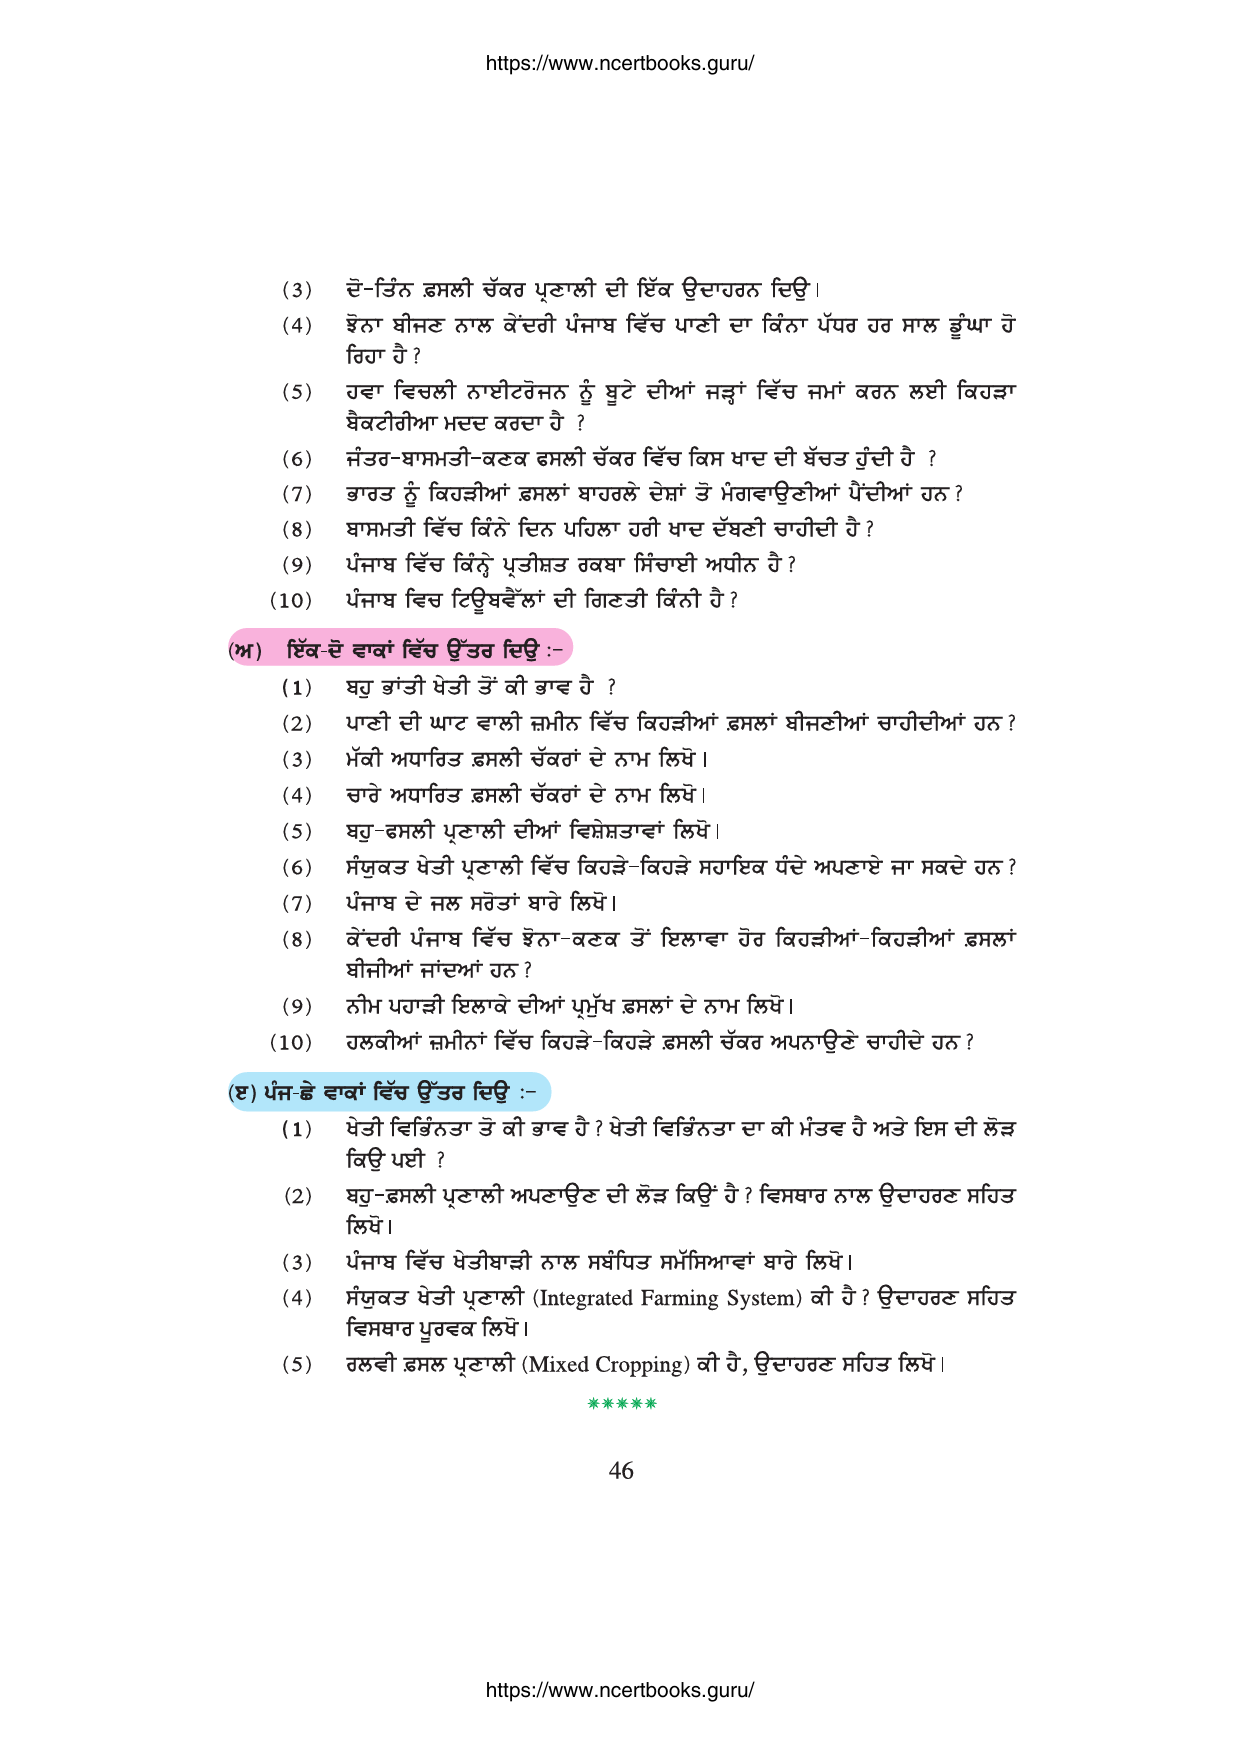 https://www.ncertbooks.guru/
(3) ਦੋ-ਤਿੰਨ ਫ਼ਸਲੀ ਚੱਕਰ ਪ੍ਰਣਾਲੀ ਦੀ ਇੱਕ ਉਦਾਹਰਨ ਦਿਉ।
(4) ਝੋਨਾ ਬੀਜਣ ਨਾਲ ਕੇਂਦਰੀ ਪੰਜਾਬ ਵਿੱਚ ਪਾਣੀ ਦਾ ਕਿੰਨਾ ਪੱਧਰ ਹਰ ਸਾਲ ਡੂੰਘਾ ਹੋ
ਰਿਹਾ ਹੈ ?
(5) ਹਵਾ ਵਿਚਲੀ ਨਾਈਟਰੋਜਨ ਨੂੰ ਬੂਟੇ ਦੀਆਂ ਜੜ੍ਹਾਂ ਵਿੱਚ ਜਮਾਂ ਕਰਨ ਲਈ ਕਿਹੜਾ
ਬੈਕਟੀਰੀਆ ਮਦਦ ਕਰਦਾ ਹੈ ?
(6) ਜੰਤਰ-ਬਾਸਮਤੀ-ਕਣਕ ਫਸਲੀ ਚੱਕਰ ਵਿੱਚ ਕਿਸ ਖਾਦ ਦੀ ਬੱਚਤ ਹੁੰਦੀ ਹੈ ?
(7) ਭਾਰਤ ਨੂੰ ਕਿਹੜੀਆਂ ਫ਼ਸਲਾਂ ਬਾਹਰਲੇ ਦੇਸ਼ਾਂ ਤੋ ਮੰਗਵਾਉਣੀਆਂ ਪੈਂਦੀਆਂ ਹਨ ?
(8) ਬਾਸਮਤੀ ਵਿੱਚ ਕਿੰਨੇ ਦਿਨ ਪਹਿਲਾ ਹਰੀ ਖਾਦ ਦੱਬਣੀ ਚਾਹੀਦੀ ਹੈ ?
(9) ਪੰਜਾਬ ਵਿੱਚ ਕਿੰਨ੍ਹੇ ਪ੍ਰਤੀਸ਼ਤ ਰਕਬਾ ਸਿੰਚਾਈ ਅਧੀਨ ਹੈ ?
(10) ਪੰਜਾਬ ਵਿਚ ਟਿਊਬਵੈੱਲਾਂ ਦੀ ਗਿਣਤੀ ਕਿੰਨੀ ਹੈ ?
(ਅ) ਇੱਕ-ਦੋ ਵਾਕਾਂ ਵਿੱਚ ਉੱਤਰ ਦਿਉ :-
(1) ਬਹੁ ਭਾਂਤੀ ਖੇਤੀ ਤੋਂ ਕੀ ਭਾਵ ਹੈ ?
(2) ਪਾਣੀ ਦੀ ਘਾਟ ਵਾਲੀ ਜ਼ਮੀਨ ਵਿੱਚ ਕਿਹੜੀਆਂ ਫ਼ਸਲਾਂ ਬੀਜਣੀਆਂ ਚਾਹੀਦੀਆਂ ਹਨ ?
(3) ਮੱਕੀ ਅਧਾਰਿਤ ਫ਼ਸਲੀ ਚੱਕਰਾਂ ਦੇ ਨਾਮ ਲਿਖੋ।
(4) ਚਾਰੇ ਅਧਾਰਿਤ ਫ਼ਸਲੀ ਚੱਕਰਾਂ ਦੇ ਨਾਮ ਲਿਖੋ।
(5) ਬਹੁ-ਫਸਲੀ ਪ੍ਰਣਾਲੀ ਦੀਆਂ ਵਿਸ਼ੇਸ਼ਤਾਵਾਂ ਲਿਖੋ।
(6) ਸੰਯੁਕਤ ਖੇਤੀ ਪ੍ਰਣਾਲੀ ਵਿੱਚ ਕਿਹੜੇ-ਕਿਹੜੇ ਸਹਾਇਕ ਧੰਦੇ ਅਪਣਾਏ ਜਾ ਸਕਦੇ ਹਨ ?
(7) ਪੰਜਾਬ ਦੇ ਜਲ ਸਰੋਤਾਂ ਬਾਰੇ ਲਿਖੋ।
(8) ਕੇਂਦਰੀ ਪੰਜਾਬ ਵਿੱਚ ਝੋਨਾ-ਕਣਕ ਤੋਂ ਇਲਾਵਾ ਹੋਰ ਕਿਹੜੀਆਂ-ਕਿਹੜੀਆਂ ਫ਼ਸਲਾਂ
ਬੀਜੀਆਂ ਜਾਂਦਆਂ ਹਨ ?
(9) ਨੀਮ ਪਹਾੜੀ ਇਲਾਕੇ ਦੀਆਂ ਪ੍ਰਮੁੱਖ ਫ਼ਸਲਾਂ ਦੇ ਨਾਮ ਲਿਖੋ।
(10) ਹਲਕੀਆਂ ਜ਼ਮੀਨਾਂ ਵਿੱਚ ਕਿਹੜੇ-ਕਿਹੜੇ ਫ਼ਸਲੀ ਚੱਕਰ ਅਪਨਾਉਣੇ ਚਾਹੀਦੇ ਹਨ ?
(ੲ) ਪੰਜ-ਛੇ ਵਾਕਾਂ ਵਿੱਚ ਉੱਤਰ ਦਿਉ :-
(1) ਖੇਤੀ ਵਿਭਿੰਨਤਾ ਤੋ ਕੀ ਭਾਵ ਹੈ ? ਖੇਤੀ ਵਿਭਿੰਨਤਾ ਦਾ ਕੀ ਮੰਤਵ ਹੈ ਅਤੇ ਇਸ ਦੀ ਲੋੜ
ਕਿਉ ਪਈ ?
(2) ਬਹੁ-ਫ਼ਸਲੀ ਪ੍ਰਣਾਲੀ ਅਪਣਾਉਣ ਦੀ ਲੋੜ ਕਿਉਂ ਹੈ ? ਵਿਸਥਾਰ ਨਾਲ ਉਦਾਹਰਣ ਸਹਿਤ
ਲਿਖੋ।
(3) ਪੰਜਾਬ ਵਿੱਚ ਖੇਤੀਬਾੜੀ ਨਾਲ ਸਬੰਧਿਤ ਸਮੱਸਿਆਵਾਂ ਬਾਰੇ ਲਿਖੋ।
(4) ਸੰਯੁਕਤ ਖੇਤੀ ਪ੍ਰਣਾਲੀ (Integrated Farming System) ਕੀ ਹੈ ? ਉਦਾਹਰਣ ਸਹਿਤ
ਵਿਸਥਾਰ ਪੂਰਵਕ ਲਿਖੋ।
(5) ਰਲਵੀ ਫ਼ਸਲ ਪ੍ਰਣਾਲੀ (Mixed Cropping) ਕੀ ਹੈ, ਉਦਾਹਰਣ ਸਹਿਤ ਲਿਖੋ।
*****
46
https://www.ncertbooks.guru/